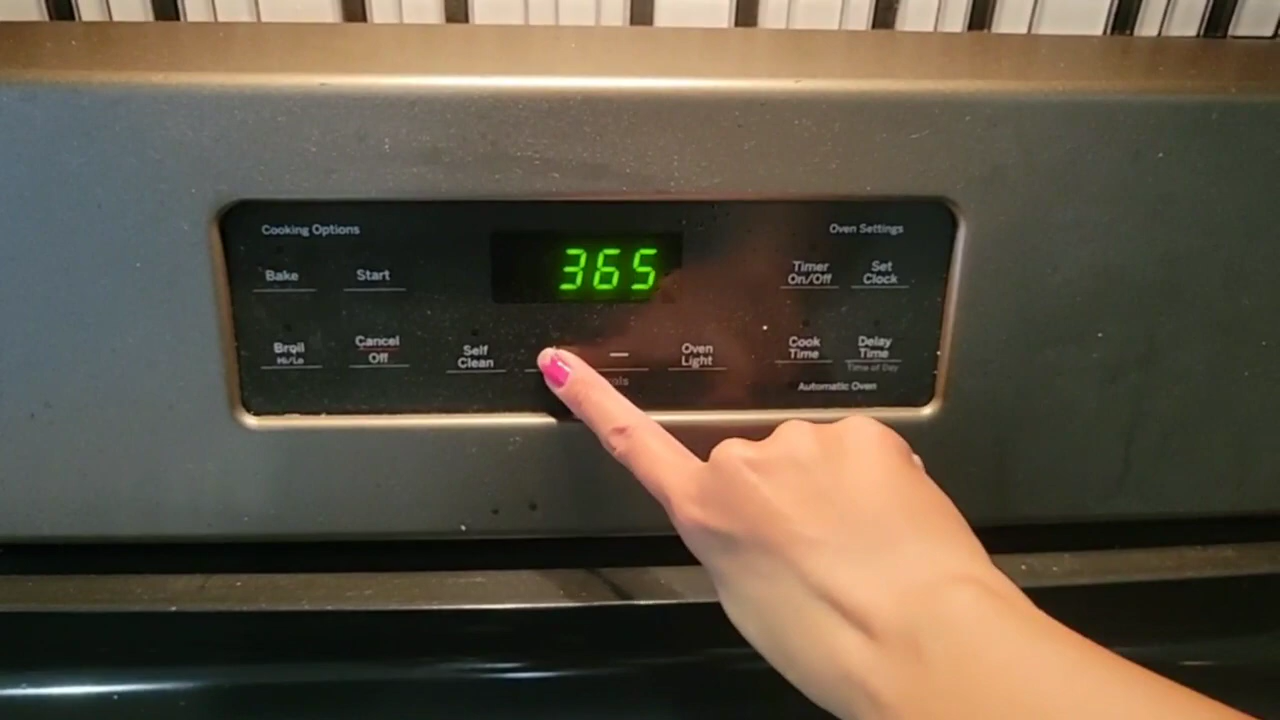 Cooking Options
Oven Settings
365
Bake
Start
Timer
On/Off
Set
Clock
Broil
Hi/Lo
Cancel
Off
Self
Clean
—
Oven
Light
Cook
Time
Delay
Time
Time of Day
Automatic Oven